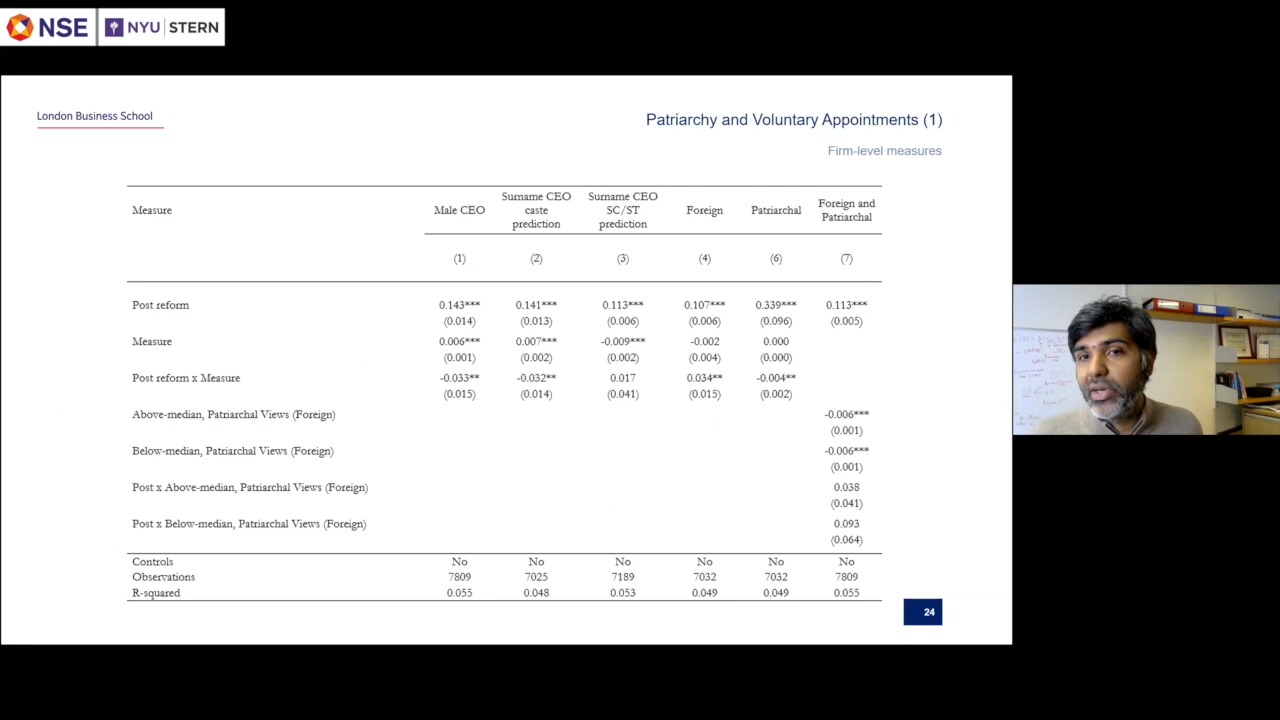 NSE NYU STERN
London Business School
Patriarchy and Voluntary Appointments (1)
Firm-level measures
Measure Male CEO Surname CEO caste prediction Surname CEO SC/ST prediction Foreign Patriarchal Foreign and Patriarchal
(1) (2) (3) (4) (6) (7)
Post reform 0.143*** 0.141*** 0.113*** 0.107*** 0.339*** 0.113***
(0.014) (0.013) (0.006) (0.006) (0.096) (0.005)
Measure 0.006*** 0.007*** -0.009*** -0.002 0.000
(0.001) (0.002) (0.002) (0.004) (0.000)
Post reform x Measure -0.033** -0.032** 0.017 0.034** -0.004**
(0.015) (0.014) (0.041) (0.015) (0.002)
Above-median, Patriarchal Views (Foreign) -0.006***
(0.001)
Below-median, Patriarchal Views (Foreign) -0.006***
(0.001)
Post x Above-median, Patriarchal Views (Foreign) 0.038
(0.041)
Post x Below-median, Patriarchal Views (Foreign) 0.093
(0.064)
Controls No No No No No No
Observations 7809 7025 7189 7032 7032 7809
R-squared 0.055 0.048 0.053 0.049 0.049 0.055
24